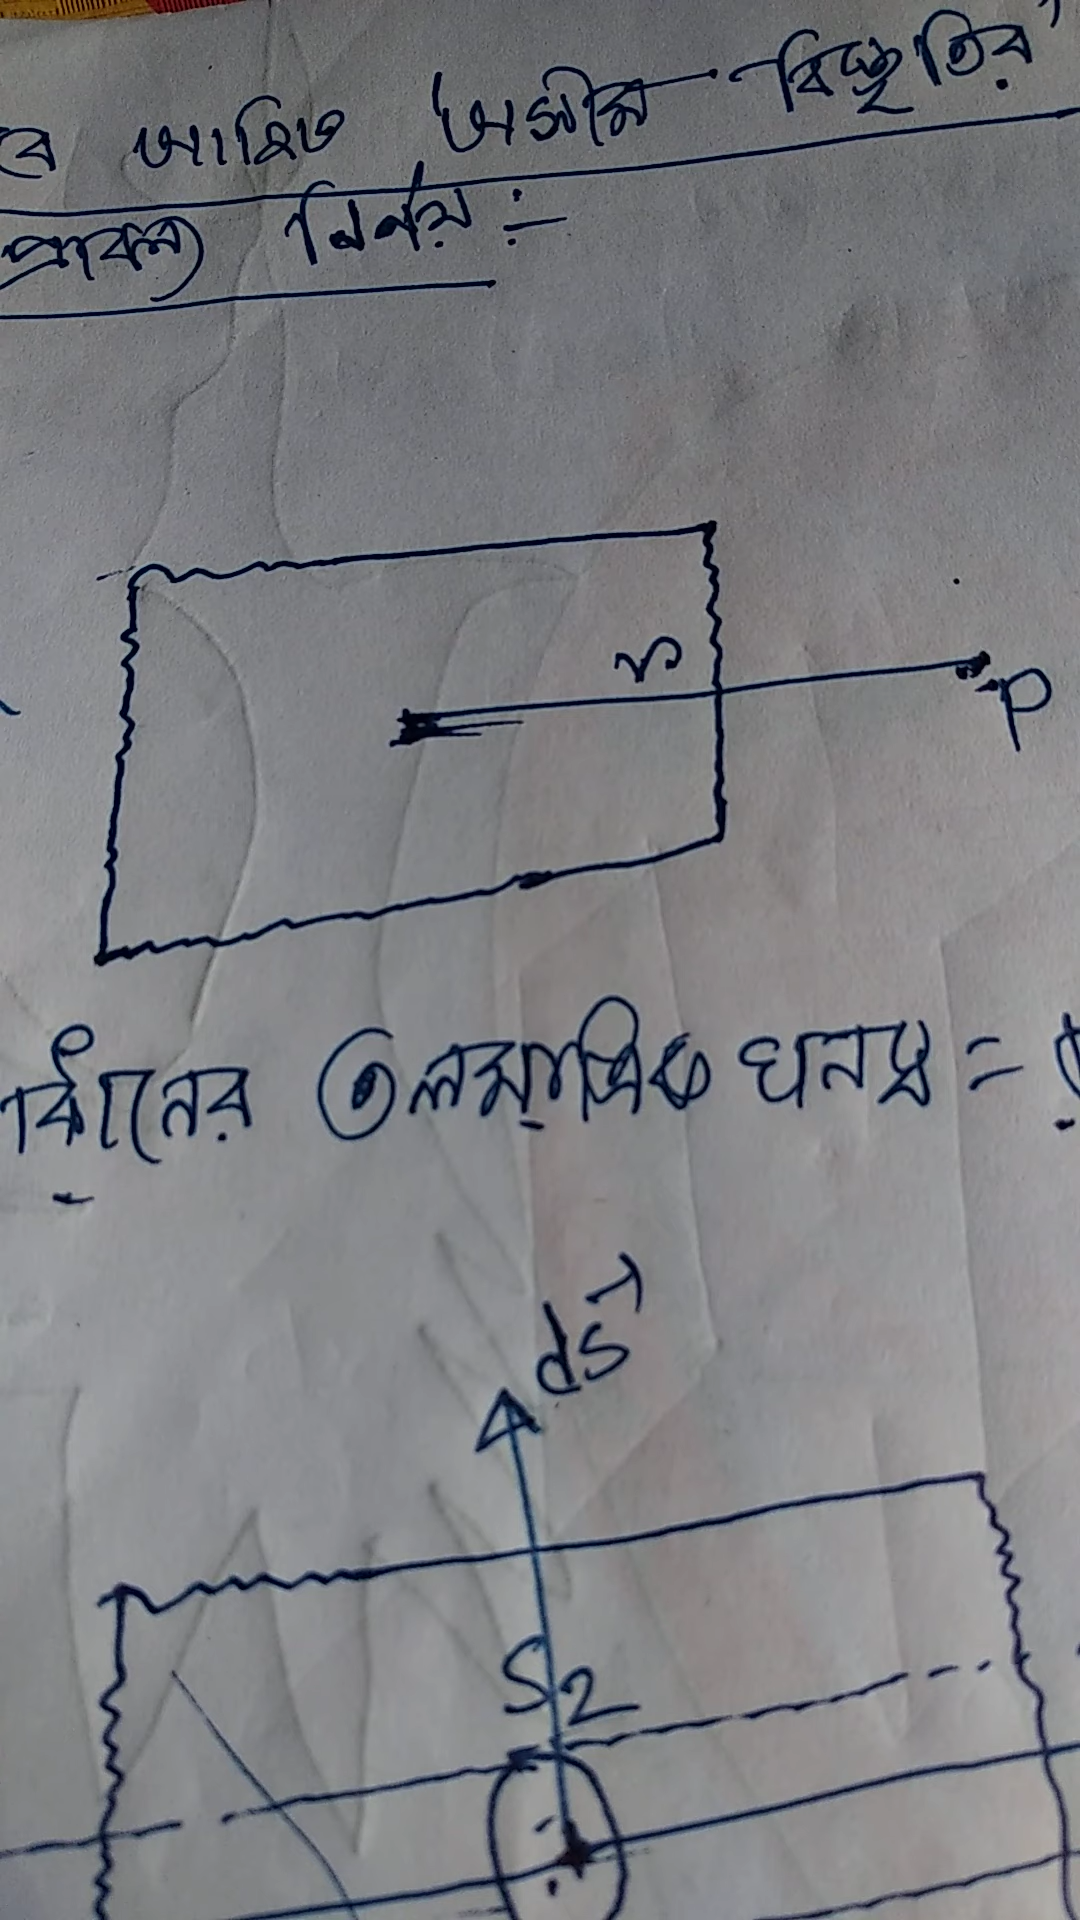 রে আহিত অসীম বিস্তৃতির
প্রাবল্য নির্ণয় :-
r
P
তলমাত্রিক ঘনত্ব =
ds
S2